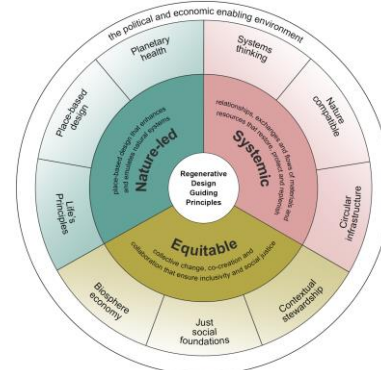 the political and economic enabling environment
Planetary
health
Systems
thinking
Place-based
design
Nature
compatible
Life's
Principles
Circular
infrastructure
place-based design that enhances
and emulates natural systems
Nature-led
relationships, exchanges and flows of materials and
resources that restore, protect and replenish
Systemic
Regenerative
Design
Guiding
Principles
Equitable
collective change, co-creation and
collaboration that ensure inclusivity and social justice
Biosphere
economy
Just
social
foundations
Contextual
stewardship